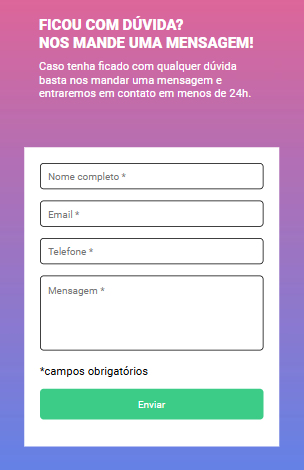 FICOU COM DÚVIDA?
NOS MANDE UMA MENSAGEM!
Caso tenha ficado com qualquer dúvida
basta nos mandar uma mensagem e
entraremos em contato em menos de 24h.
Nome completo *
Email *
Telefone *
Mensagem *
*campos obrigatórios
Enviar